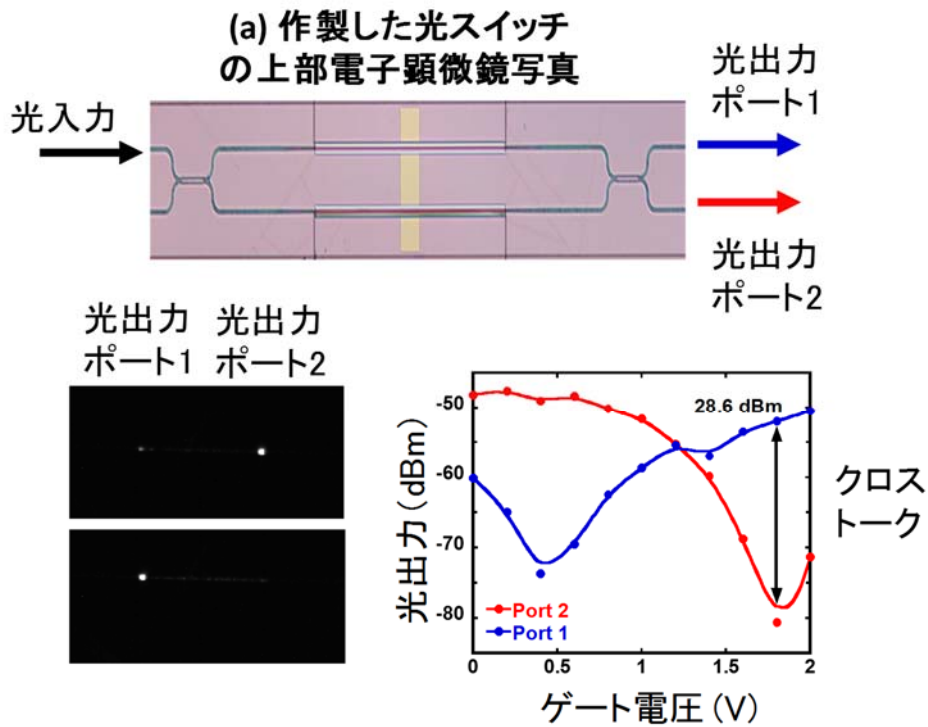 (a) 作製した光スイッチ
の上部電子顕微鏡写真
光入力
光出力
ポート1
光出力
ポート2
光出力
ポート1
光出力
ポート2
光出力(dBm)
-50
-60
-70
-80
28.6 dBm
クロス
トーク
Port 2
Port 1
0
0.5
1
1.5
2
ゲート電圧(V)